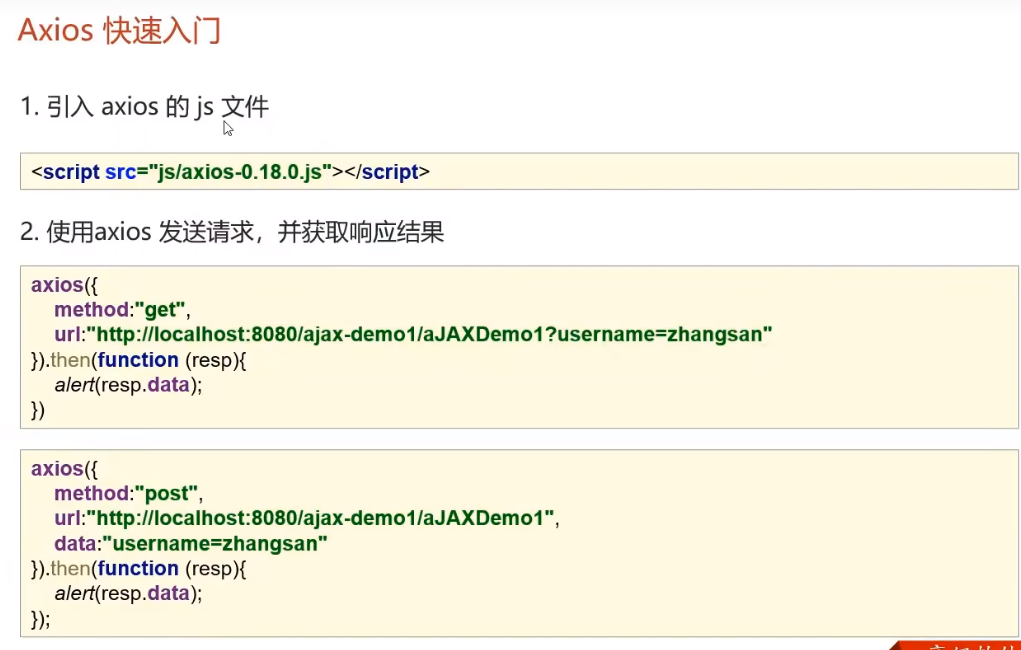 Axios 快速入门
1. 引入 axios 的 js 文件
<script src="js/axios-0.18.0.js"></script>
2. 使用axios 发送请求，并获取响应结果
axios({
method:"get",
url:"http://localhost:8080/ajax-demo1/aJAXDemo1?username=zhangsan"
}).then(function (resp){
alert(resp.data);
})
axios({
method:"post",
url:"http://localhost:8080/ajax-demo1/aJAXDemo1",
data:"username=zhangsan"
}).then(function (resp){
alert(resp.data);
});